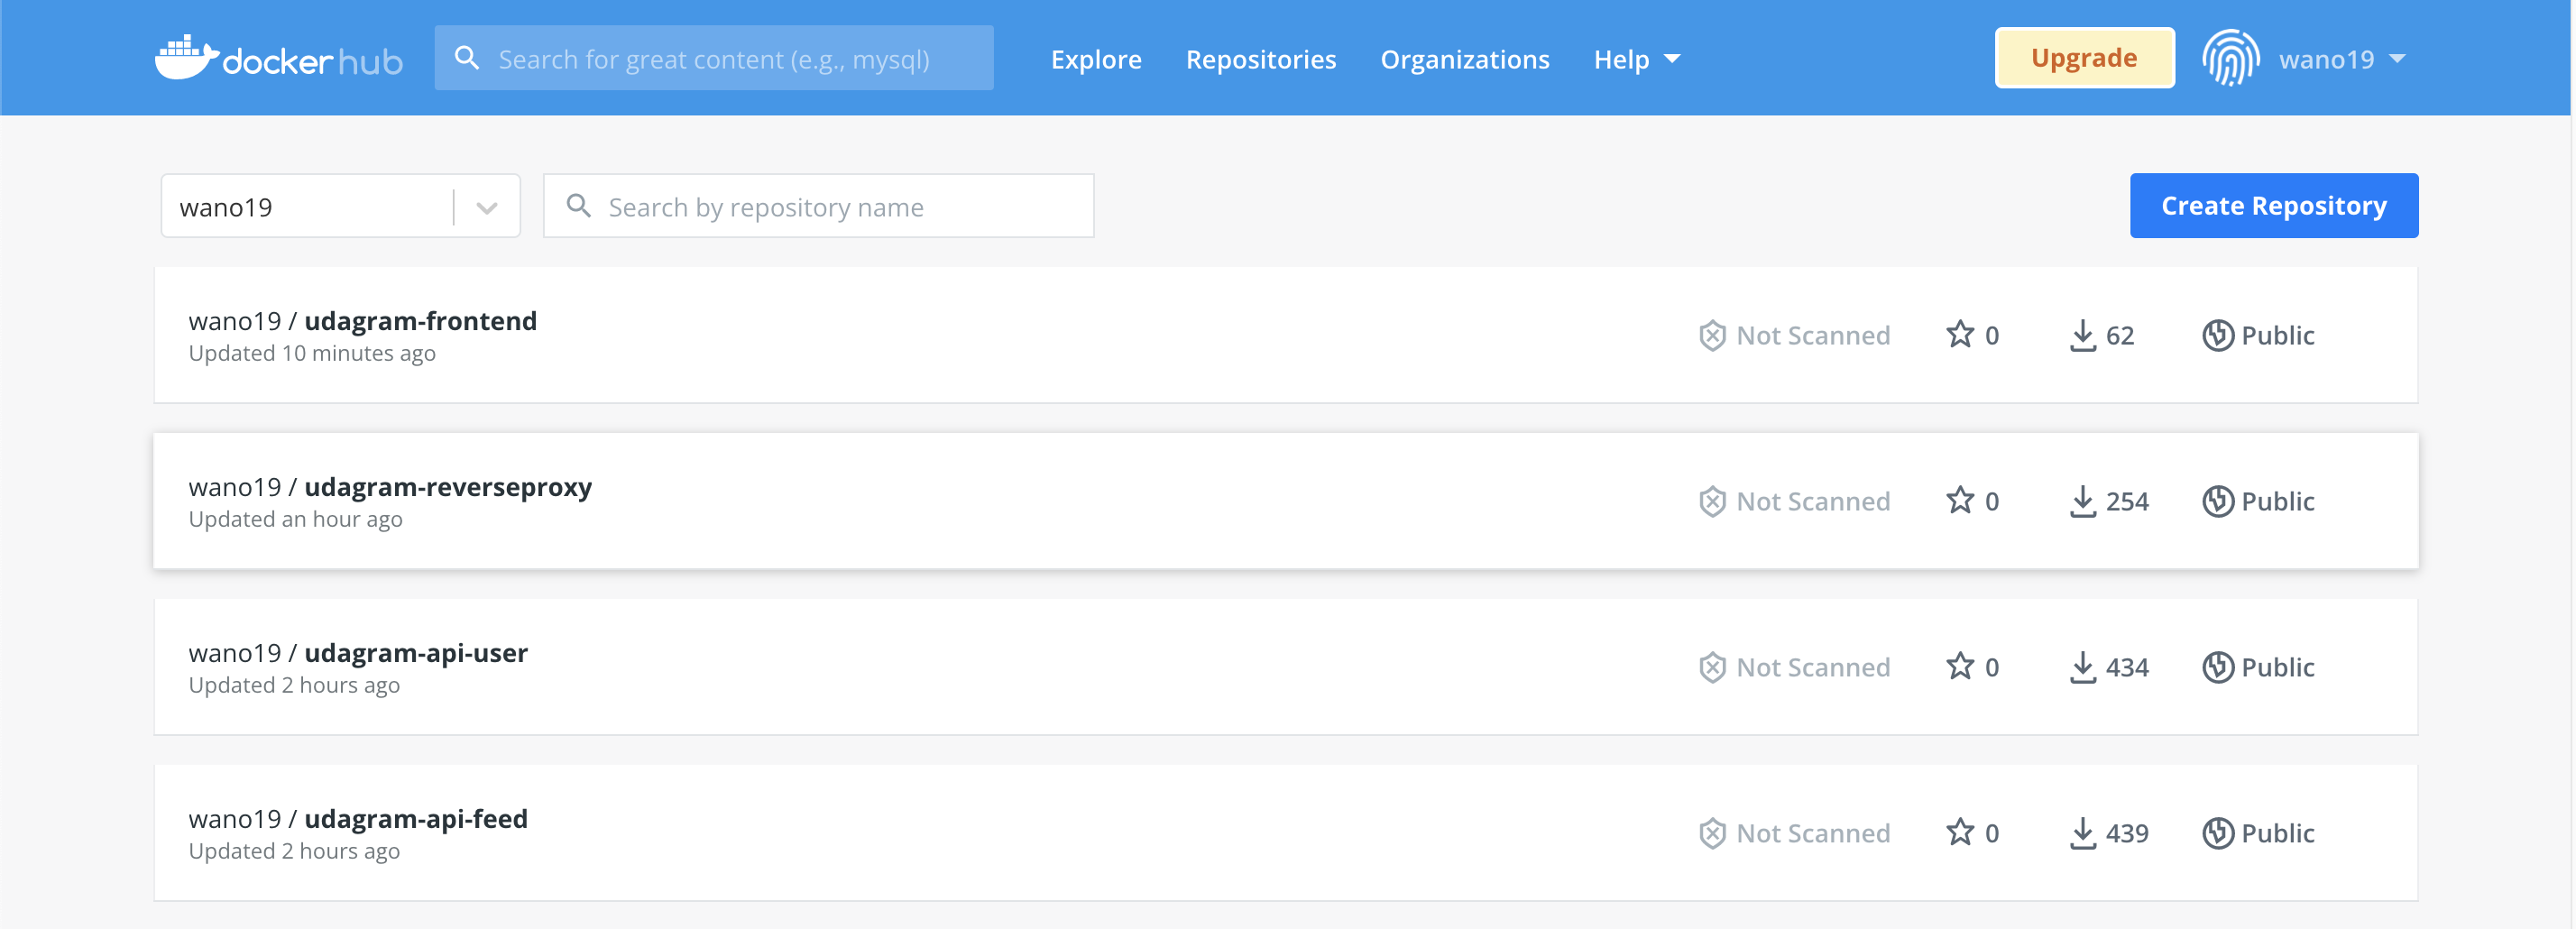 docker hub Search for great content (e.g., mysql) Explore Repositories Organizations Help Upgrade wano19
wano19 Search by repository name Create Repository
wano19 / udagram-frontend
Updated 10 minutes ago
Not Scanned 0 62 Public
wano19 / udagram-reverseproxy
Updated an hour ago
Not Scanned 0 254 Public
wano19 / udagram-api-user
Updated 2 hours ago
Not Scanned 0 434 Public
wano19 / udagram-api-feed
Updated 2 hours ago
Not Scanned 0 439 Public